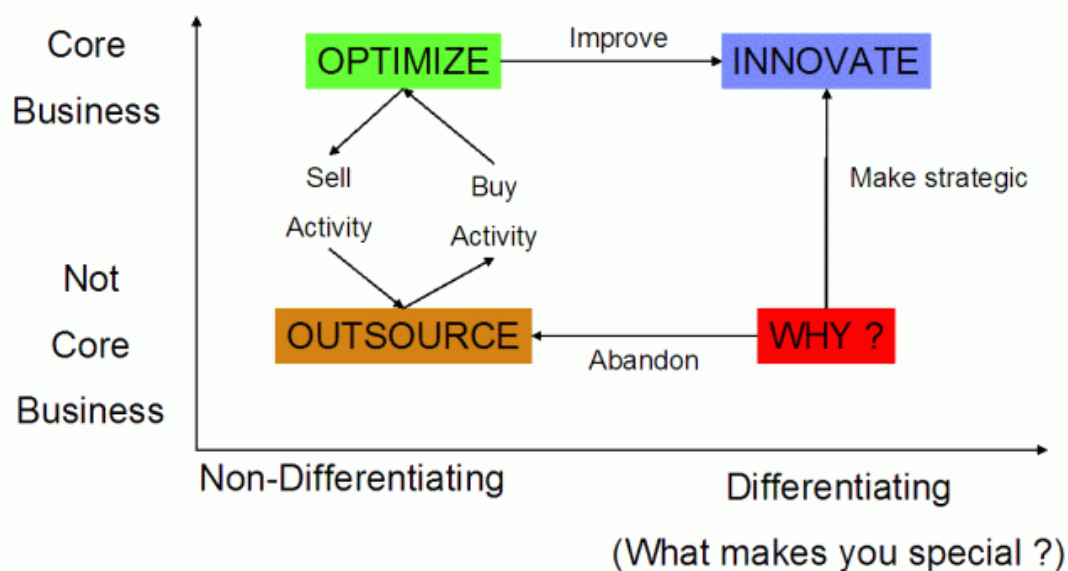 Core
Business
OPTIMIZE
Improve
INNOVATE
Sell
Activity
Buy
Activity
Make strategic
Not
Core
Business
OUTSOURCE
Abandon
WHY ?
Non-Differentiating
Differentiating
(What makes you special ?)